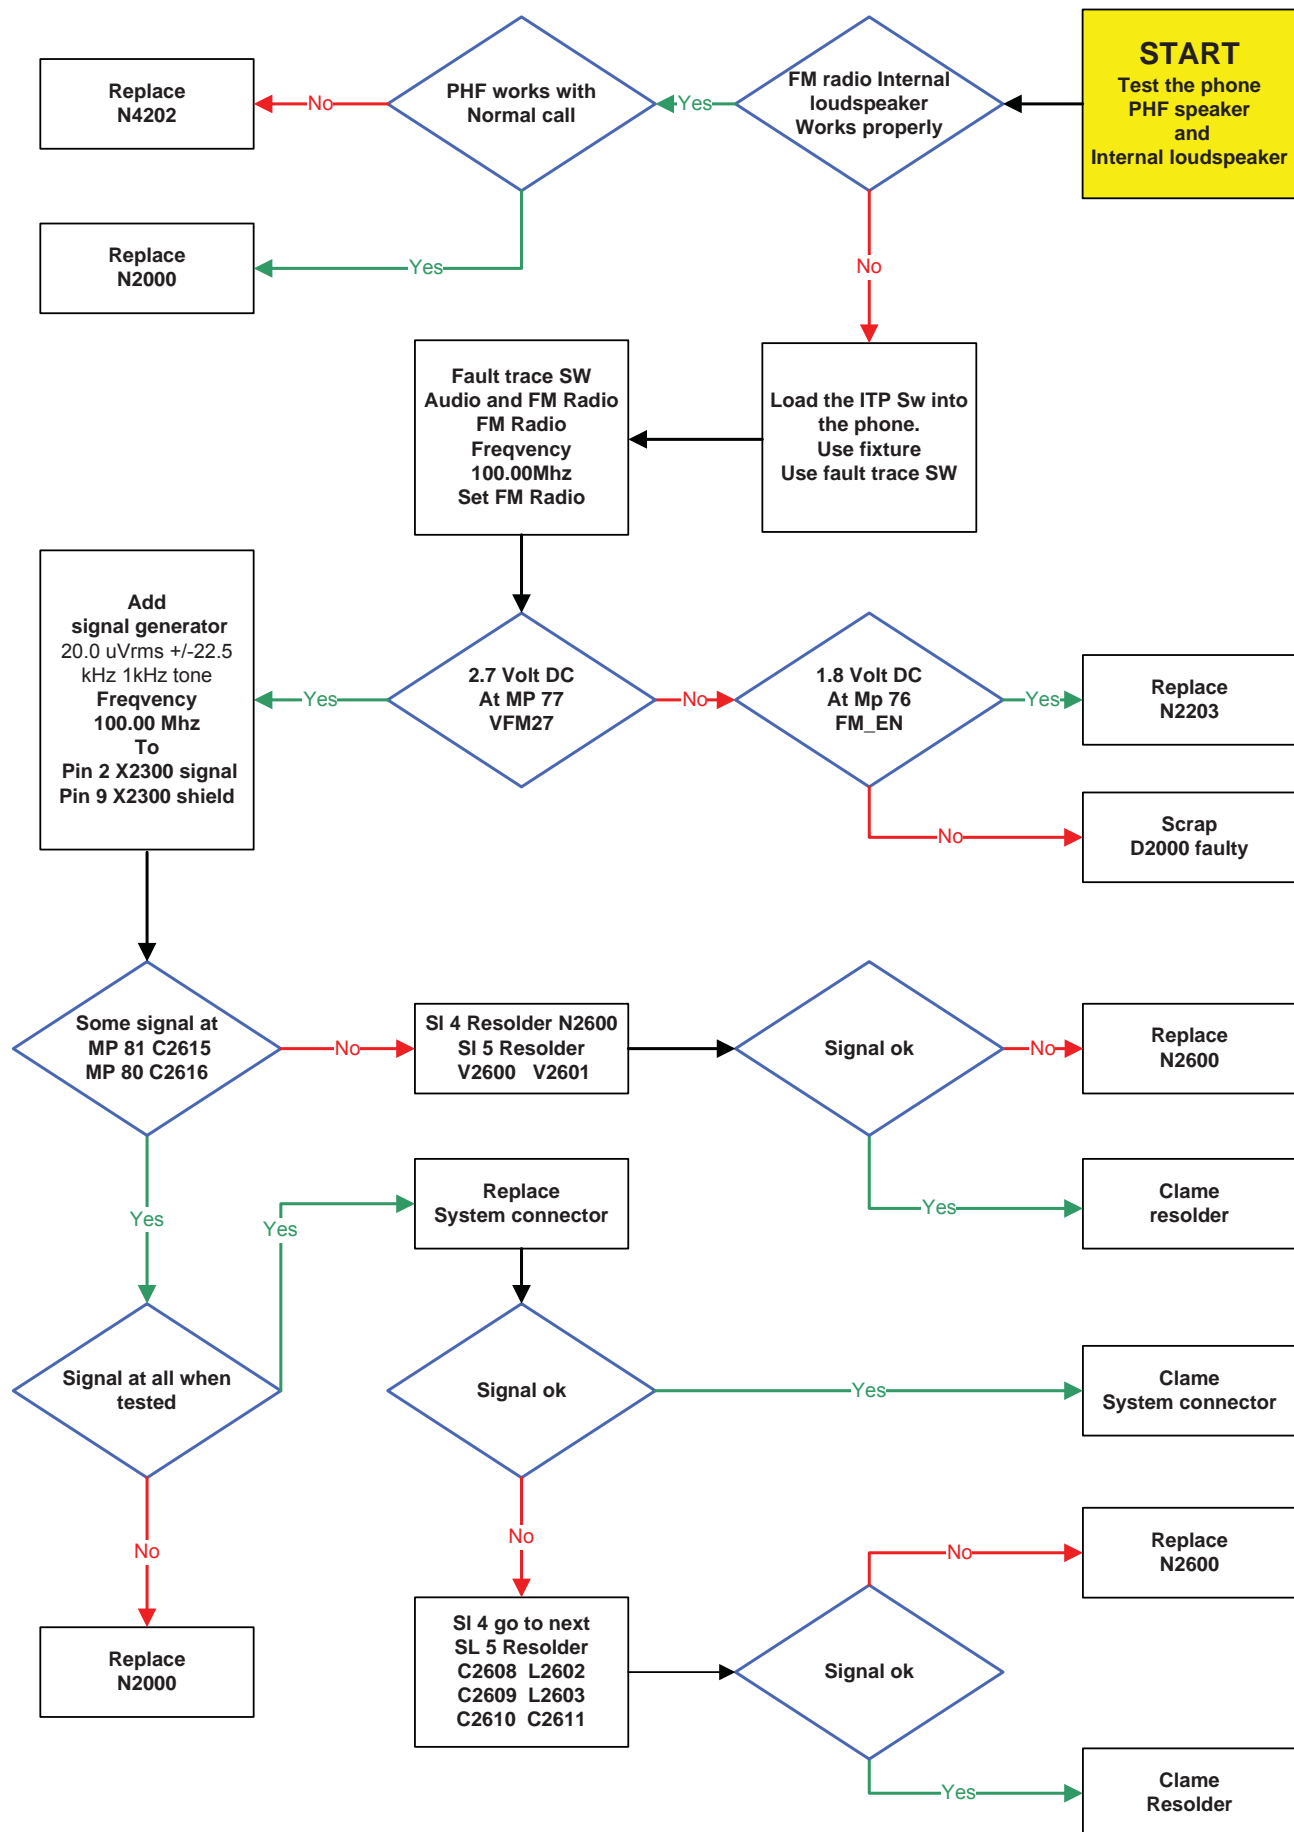 START
Test the phone
PHF speaker
and
Internal loudspeaker
FM radio Internal
loudspeaker
Works properly
Yes
PHF works with
Normal call
No
Replace
N4202
Yes
Replace
N2000
No
Load the ITP Sw into
the phone.
Use fixture
Use fault trace SW
Fault trace SW
Audio and FM Radio
FM Radio
Freqvency
100.00Mhz
Set FM Radio
2.7 Volt DC
At MP 77
VFM27
No
1.8 Volt DC
At Mp 76
FM_EN
Yes
Replace
N2203
No
Scrap
D2000 faulty
Yes
Add
signal generator
20.0 uVrms +/-22.5
kHz 1kHz tone
Freqvency
100.00 Mhz
To
Pin 2 X2300 signal
Pin 9 X2300 shield
Some signal at
MP 81 C2615
MP 80 C2616
No
SI 4 Resolder N2600
SI 5 Resolder
V2600 V2601
Signal ok
No
Replace
N2600
Yes
Clame
resolder
Yes
Signal at all when
tested
Yes
Replace
System connector
Signal ok
Yes
Clame
System connector
No
Replace
N2000
No
SI 4 go to next
SL 5 Resolder
C2608 L2602
C2609 L2603
C2610 C2611
Signal ok
No
Replace
N2600
Yes
Clame
Resolder